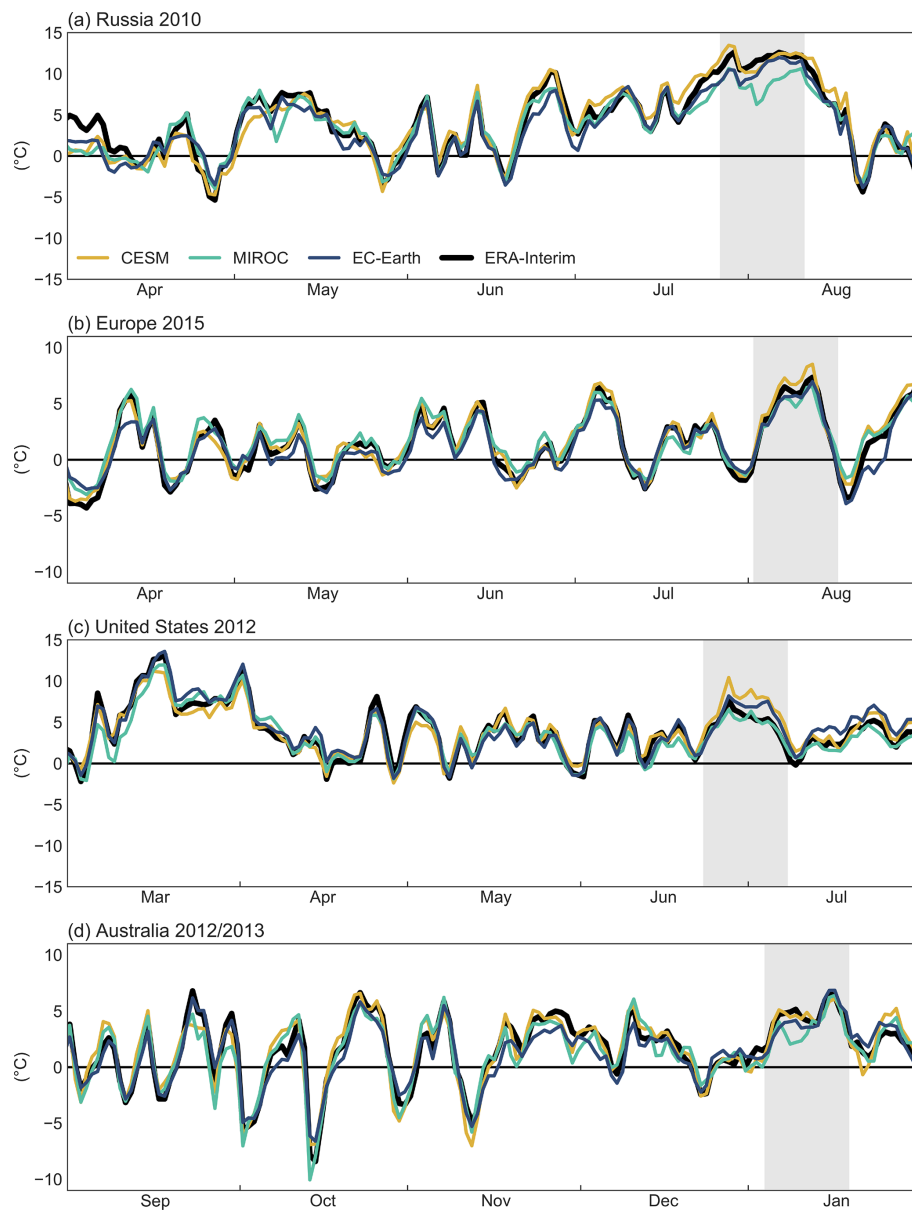 (a) Russia 2010
15
10
5
0
−5
−10
−15
(°C)
CESM MIROC EC-Earth ERA-Interim
Apr May Jun Jul Aug
(b) Europe 2015
10
5
0
−5
−10
(°C)
Apr May Jun Jul Aug
(c) United States 2012
15
10
5
0
−5
−10
−15
(°C)
Mar Apr May Jun Jul
(d) Australia 2012/2013
10
5
0
−5
−10
(°C)
Sep Oct Nov Dec Jan